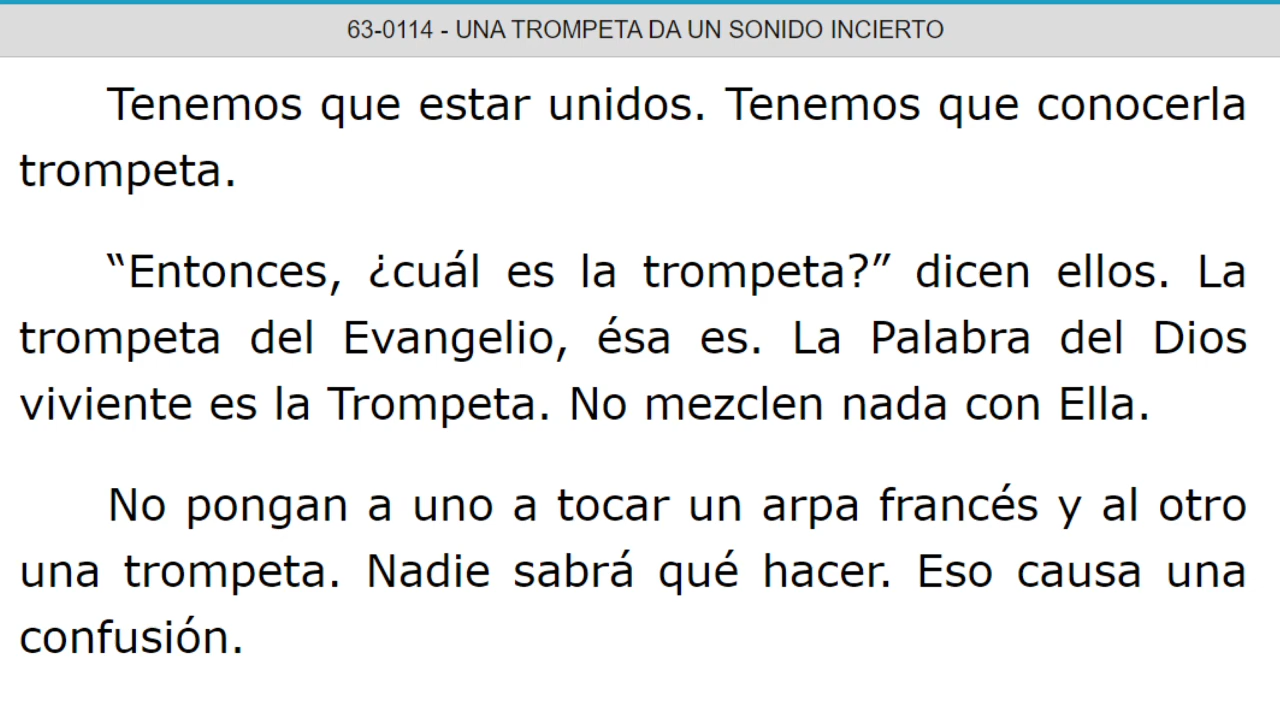 63-0114 - UNA TROMPETA DA UN SONIDO INCIERTO
Tenemos que estar unidos. Tenemos que conocerla
trompeta.
“Entonces, ¿cuál es la trompeta?” dicen ellos. La
trompeta del Evangelio, ésa es. La Palabra del Dios
viviente es la Trompeta. No mezclen nada con Ella.
No pongan a uno a tocar un arpa francés y al otro
una trompeta. Nadie sabrá qué hacer. Eso causa una
confusión.